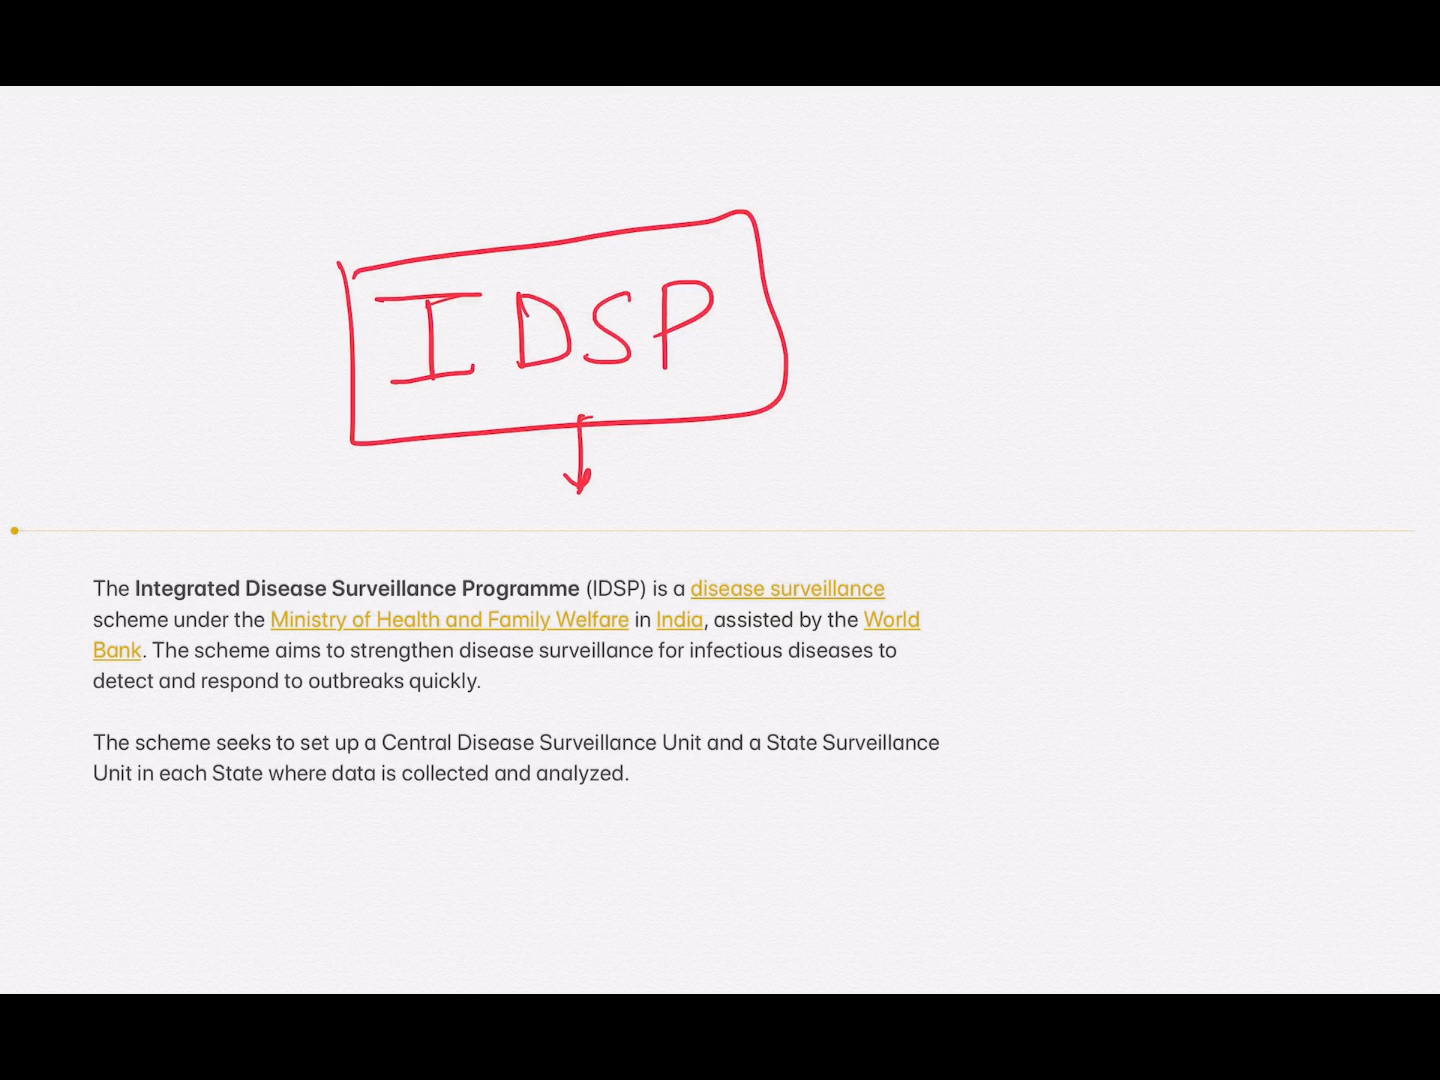 IDSP
The Integrated Disease Surveillance Programme (IDSP) is a disease surveillance
scheme under the Ministry of Health and Family Welfare in India, assisted by the World
Bank. The scheme aims to strengthen disease surveillance for infectious diseases to
detect and respond to outbreaks quickly.
The scheme seeks to set up a Central Disease Surveillance Unit and a State Surveillance
Unit in each State where data is collected and analyzed.